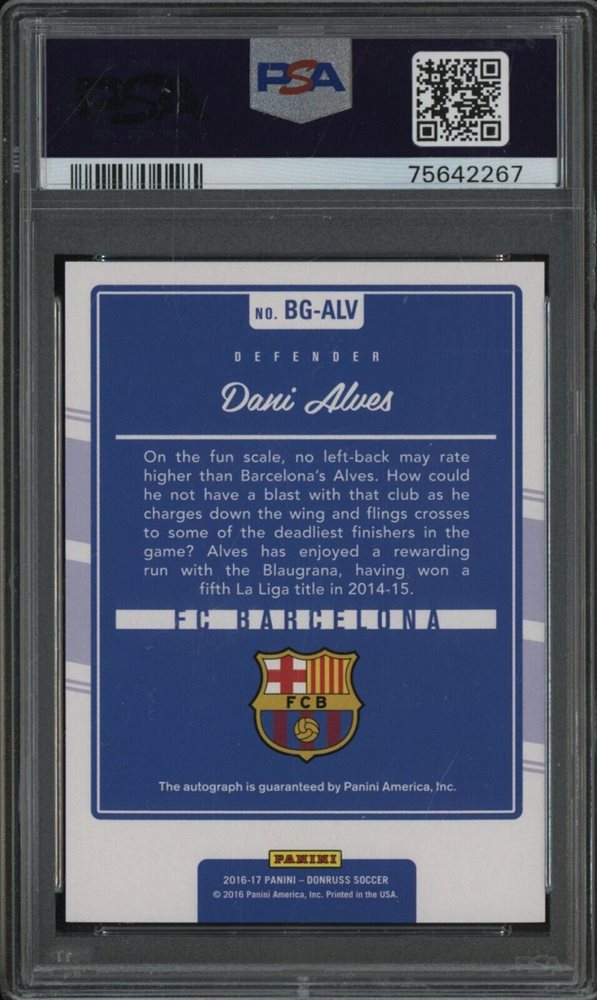 PSA
PSA
75642267
NO. BG-ALV
DEFENDER
Dani Alves
On the fun scale, no left-back may rate
higher than Barcelona's Alves. How could
he not have a blast with that club as he
charges down the wing and flings crosses
to some of the deadliest finishers in the
game? Alves has enjoyed a rewarding
run with the Blaugrana, having won a
fifth La Liga title in 2014-15.
FC BARCELONA
FCB
The autograph is guaranteed by Panini America, Inc.
PANINI
2016-17 PANINI – DONRUSS SOCCER
© 2016 Panini America, Inc. Printed in the USA.
PSA